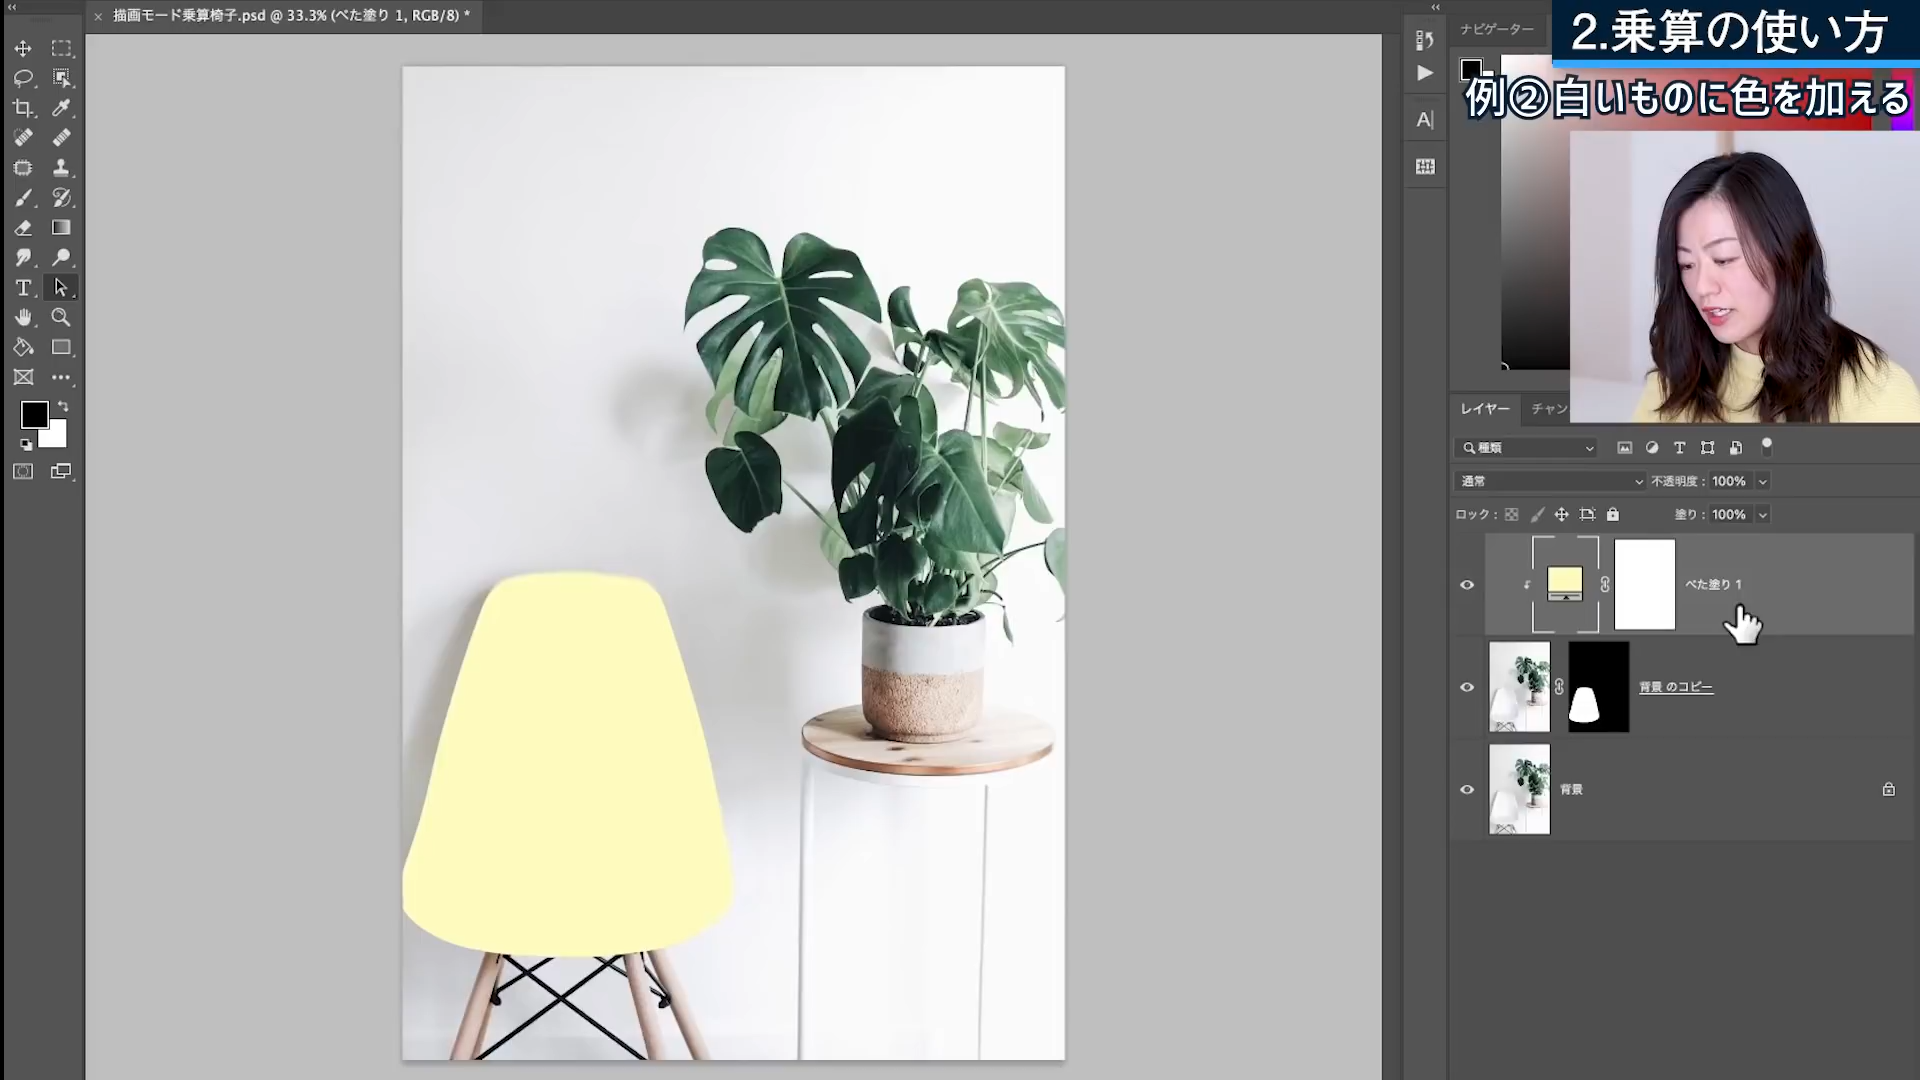 描画モード乗算椅子.psd @ 33.3% (べた塗り 1, RGB/8) *
ナビゲーター
2.乗算の使い方
例②白いものに色を加える
レイヤー
チャン
種類
通常
不透明度 : 100%
ロック :
塗り : 100%
べた塗り 1
背景 のコピー
背景